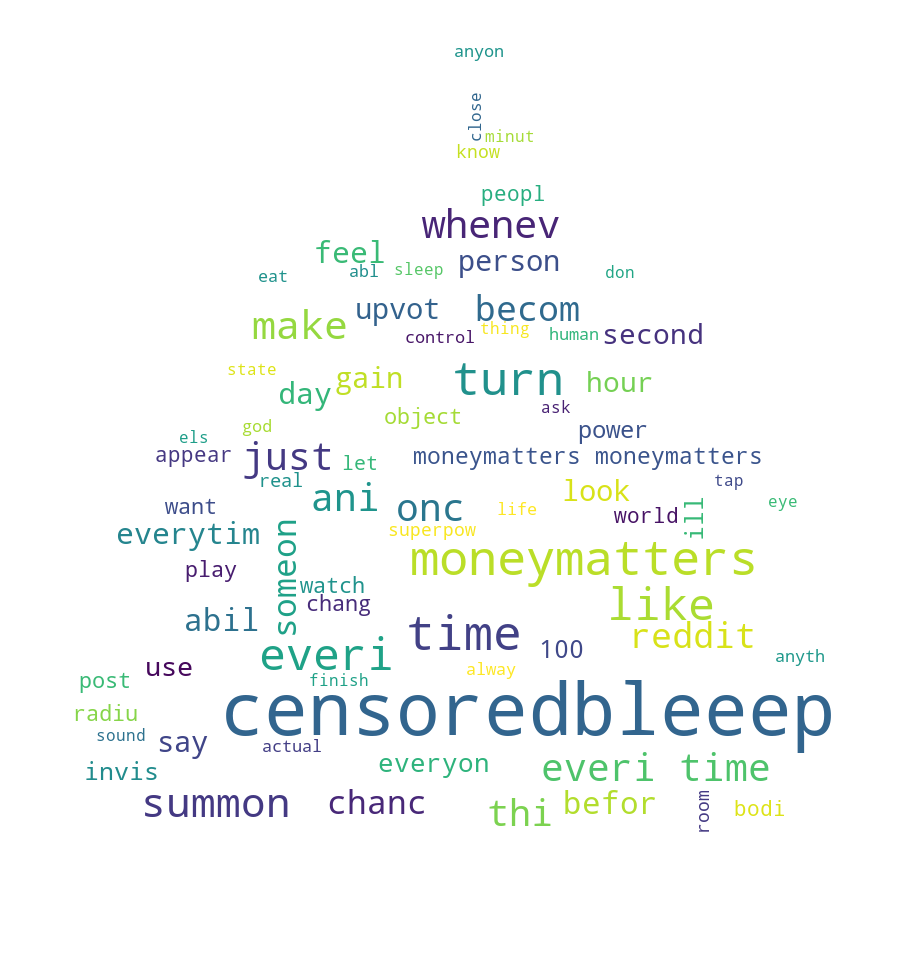 anyon
close
minut
know
peopl
whenev
feel
person
eat
abl
sleep
don
upvot
becom
make
control
thing
human
second
state
gain
turn
hour
day
object
ask
god
power
els
just
appear
let
moneymatters moneymatters
real
tap
ani
look
want
onc
life
world
ill
eye
everytim
someon
superpow
moneymatters
play
watch
chang
like
abil
time
reddit
everi
100
anyth
use
alway
post
finish
radiu
censoredbleeep
sound
say
actual
invis
everyon
everi time
summon
chanc
thi
befor
room
bodi